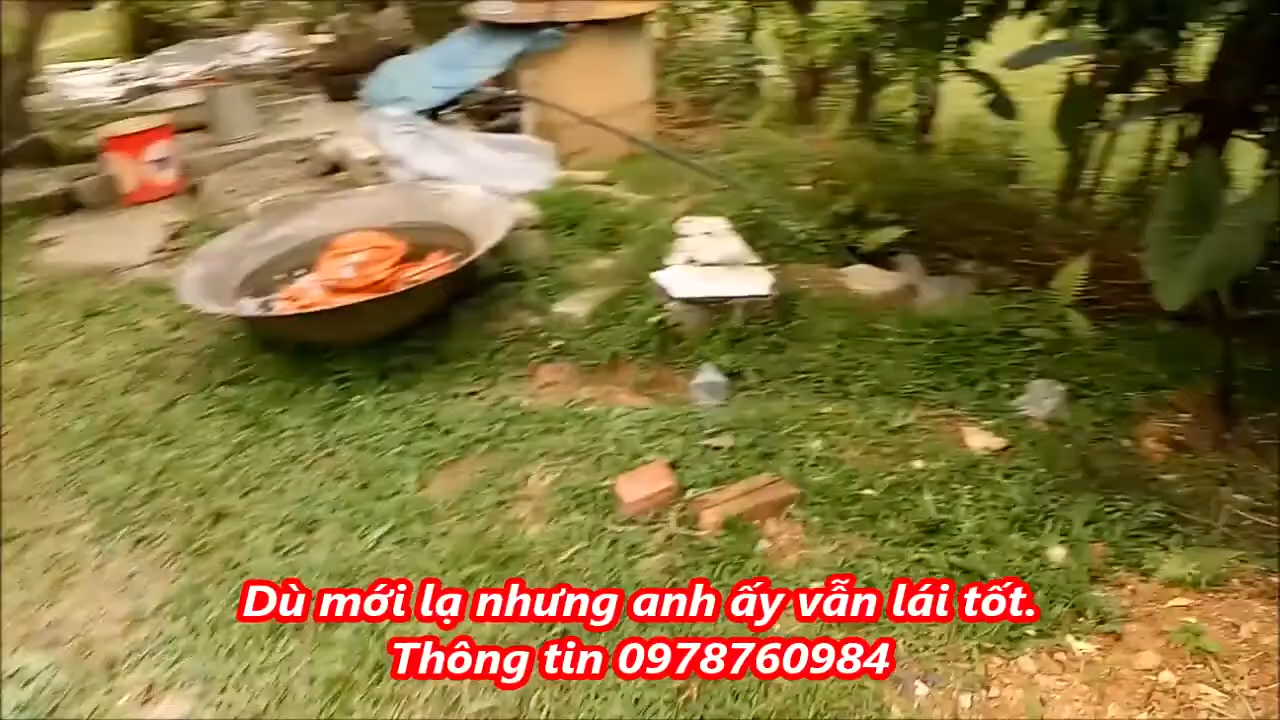 Dù mới lạ nhưng anh ấy vẫn lái tốt.
Thông tin 0978760984